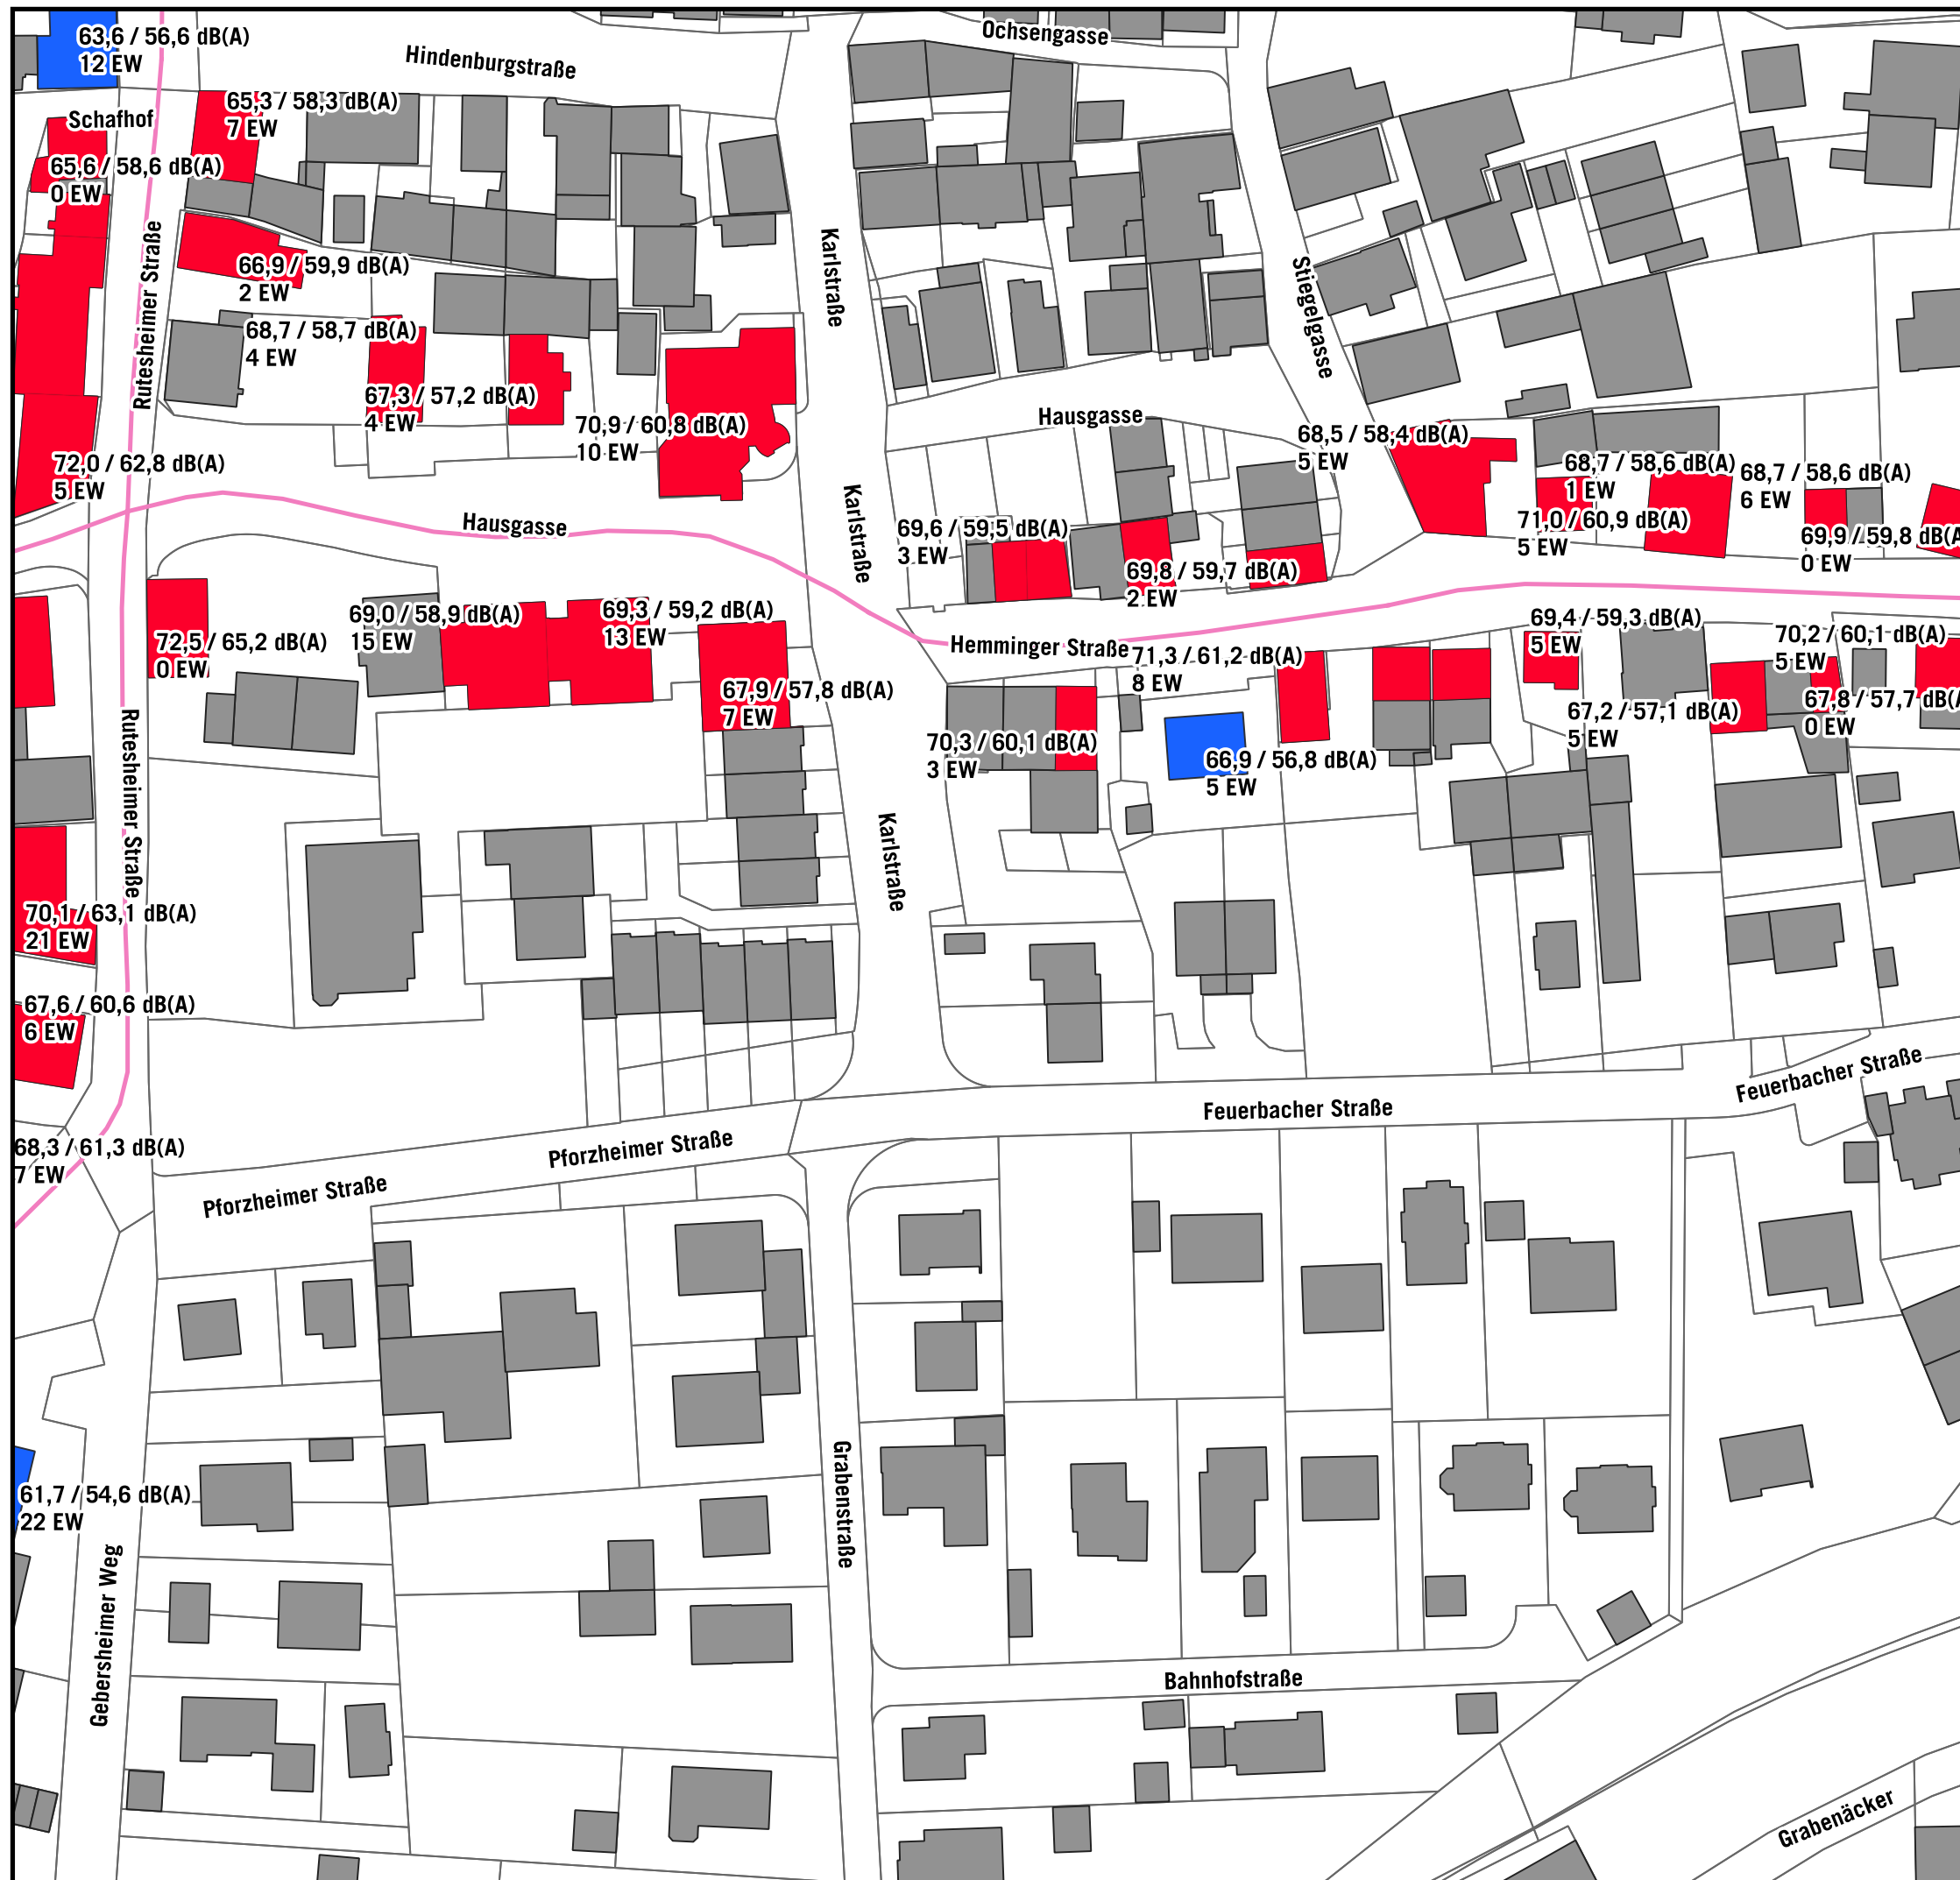 63,6 / 56,6 dB(A)
12 EW
Hindenburgstraße
Ochsengasse
65,3 / 58,3 dB(A)
7 EW
Schafhof
65,6 / 58,6 dB(A)
0 EW
Rutesheimer Straße
66,9 / 59,9 dB(A)
2 EW
Karlstraße
Stiegelgasse
68,7 / 58,7 dB(A)
4 EW
67,3 / 57,2 dB(A)
4 EW
70,9 / 60,8 dB(A)
10 EW
Hausgasse
68,5 / 58,4 dB(A)
5 EW
72,0 / 62,8 dB(A)
5 EW
68,7 / 58,6 dB(A)
1 EW
68,7 / 58,6 dB(A)
6 EW
Hausgasse
Karlstraße
69,6 / 59,5 dB(A)
3 EW
71,0 / 60,9 dB(A)
5 EW
69,9 / 59,8 dB(A
0 EW
69,8 / 59,7 dB(A)
2 EW
72,5 / 65,2 dB(A)
0 EW
69,0 / 58,9 dB(A)
15 EW
69,3 / 59,2 dB(A)
13 EW
Hemminger Straße
71,3 / 61,2 dB(A)
8 EW
69,4 / 59,3 dB(A)
5 EW
70,2 / 60,1 dB(A)
5 EW
67,9 / 57,8 dB(A)
7 EW
67,2 / 57,1 dB(A)
5 EW
67,8 / 57,7 dB(A
0 EW
70,3 / 60,1 dB(A)
3 EW
66,9 / 56,8 dB(A)
5 EW
Rutesheimer Straße
Karlstraße
70,1 / 63,1 dB(A)
21 EW
67,6 / 60,6 dB(A)
6 EW
Feuerbacher Straße
Feuerbacher Straße
68,3 / 61,3 dB(A)
7 EW
Pforzheimer Straße
Pforzheimer Straße
61,7 / 54,6 dB(A)
22 EW
Grabenstraße
Gebersheimer Weg
Bahnhofstraße
Grabenäcker